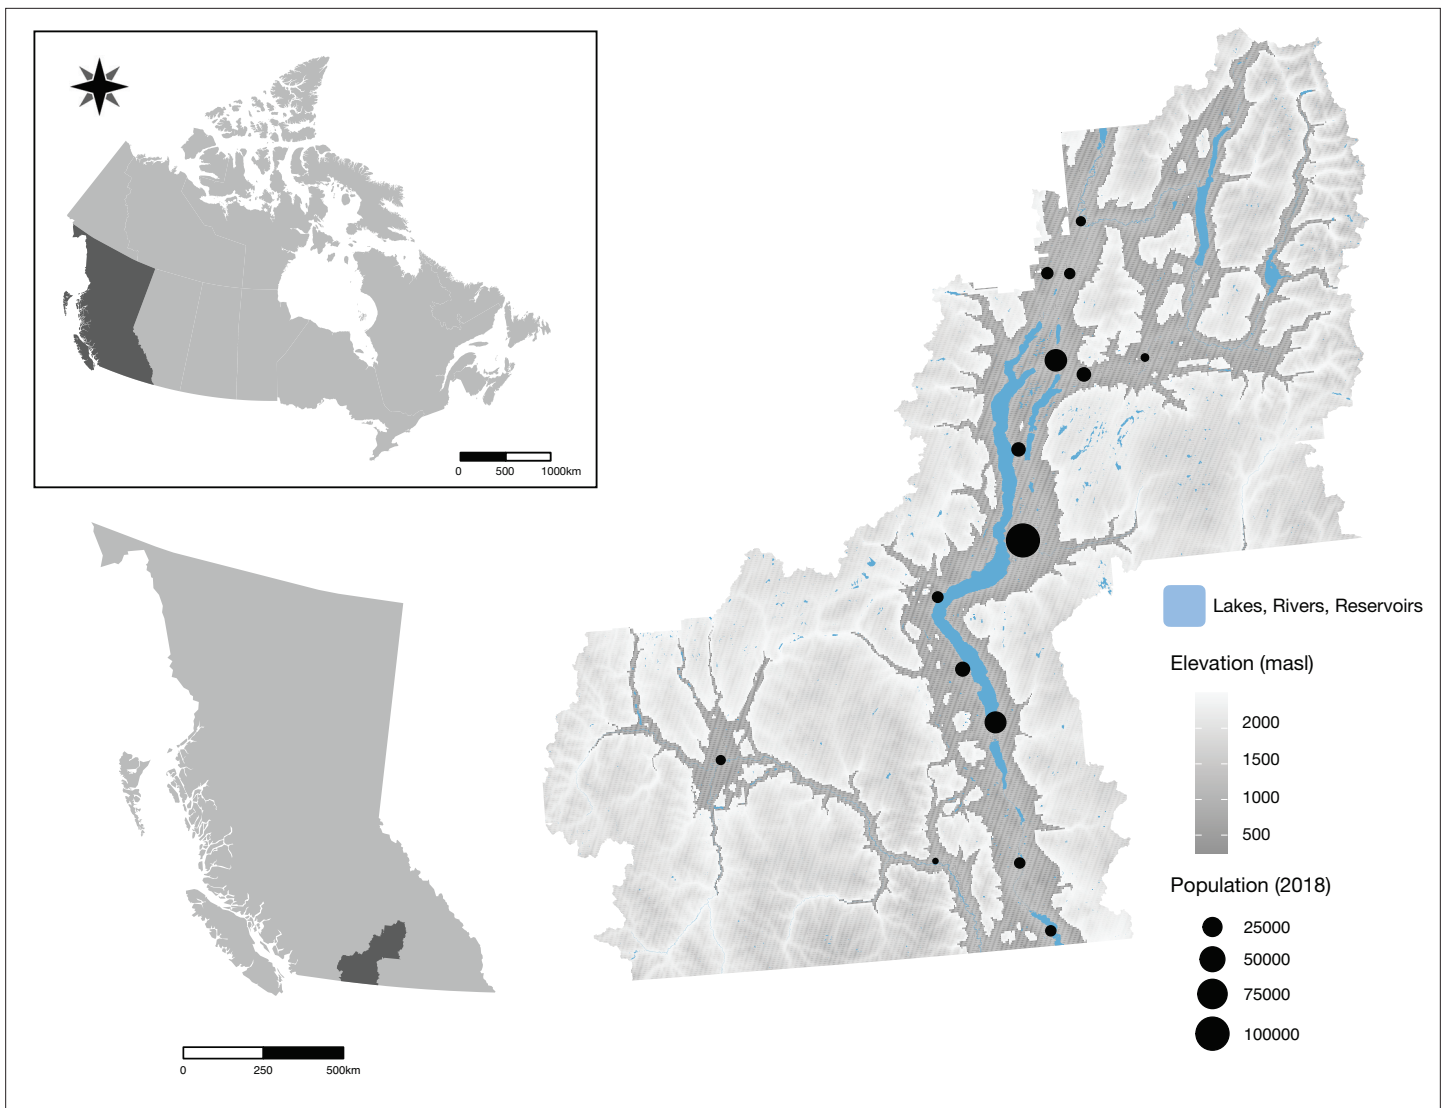 0 500 1000km
Lakes, Rivers, Reservoirs
Elevation (masl)
2000
1500
1000
500
Population (2018)
25000
50000
75000
100000
0 250 500km